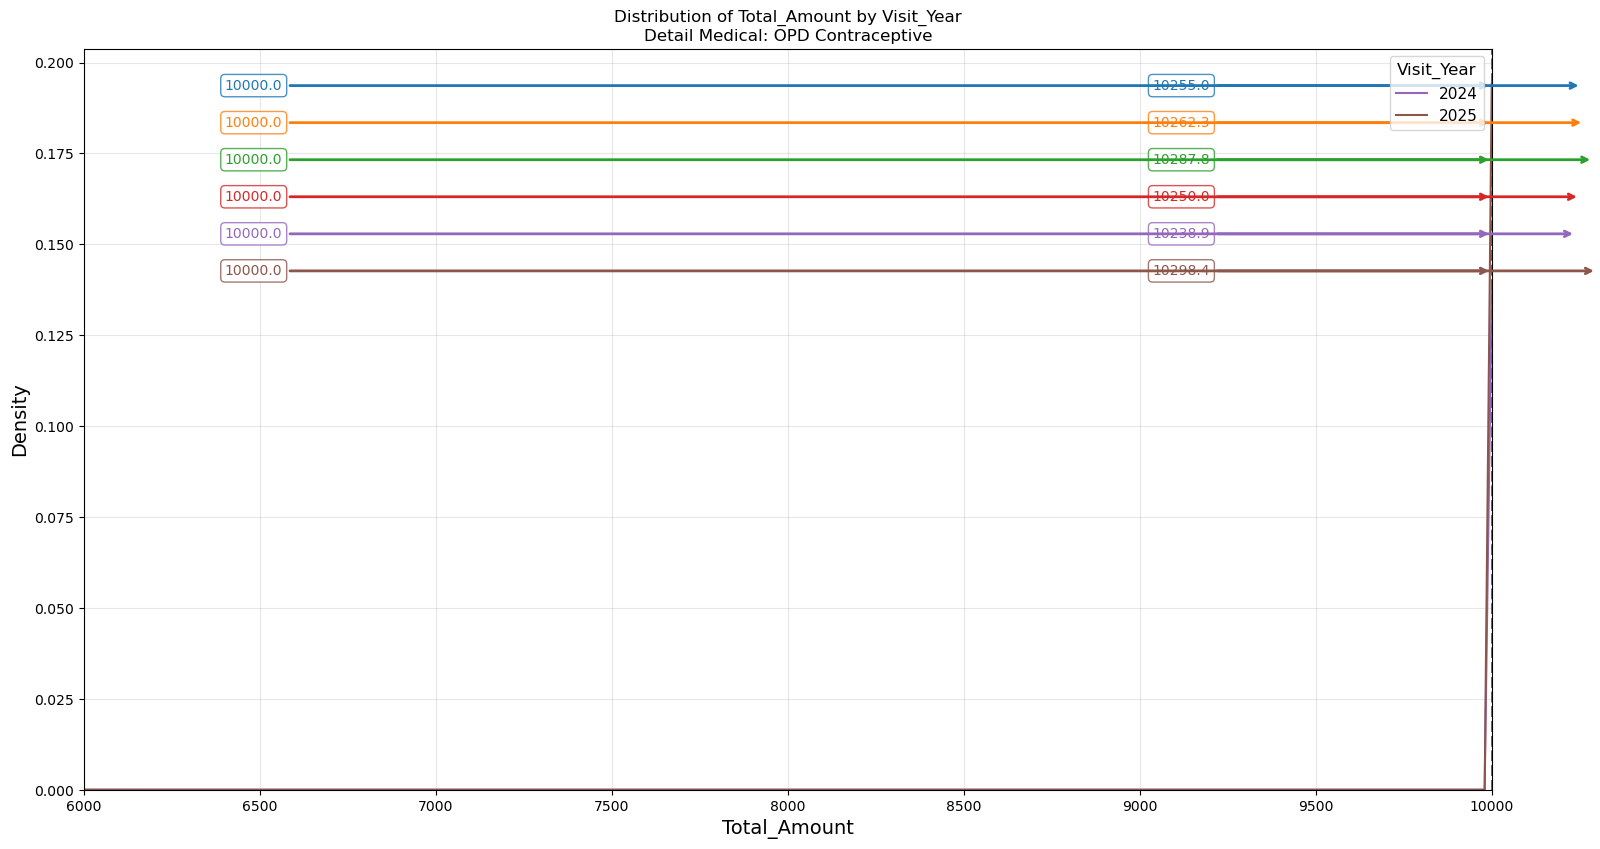 Distribution of Total_Amount by Visit_Year
Detail Medical: OPD Contraceptive
Visit_Year
2024
2025
10000.0 10255.0
10000.0 10262.3
10000.0 10287.8
10000.0 10250.0
10000.0 10238.9
10000.0 10298.4
Density
0.200
0.175
0.150
0.125
0.100
0.075
0.050
0.025
0.000
6000 6500 7000 7500 8000 8500 9000 9500 10000
Total_Amount